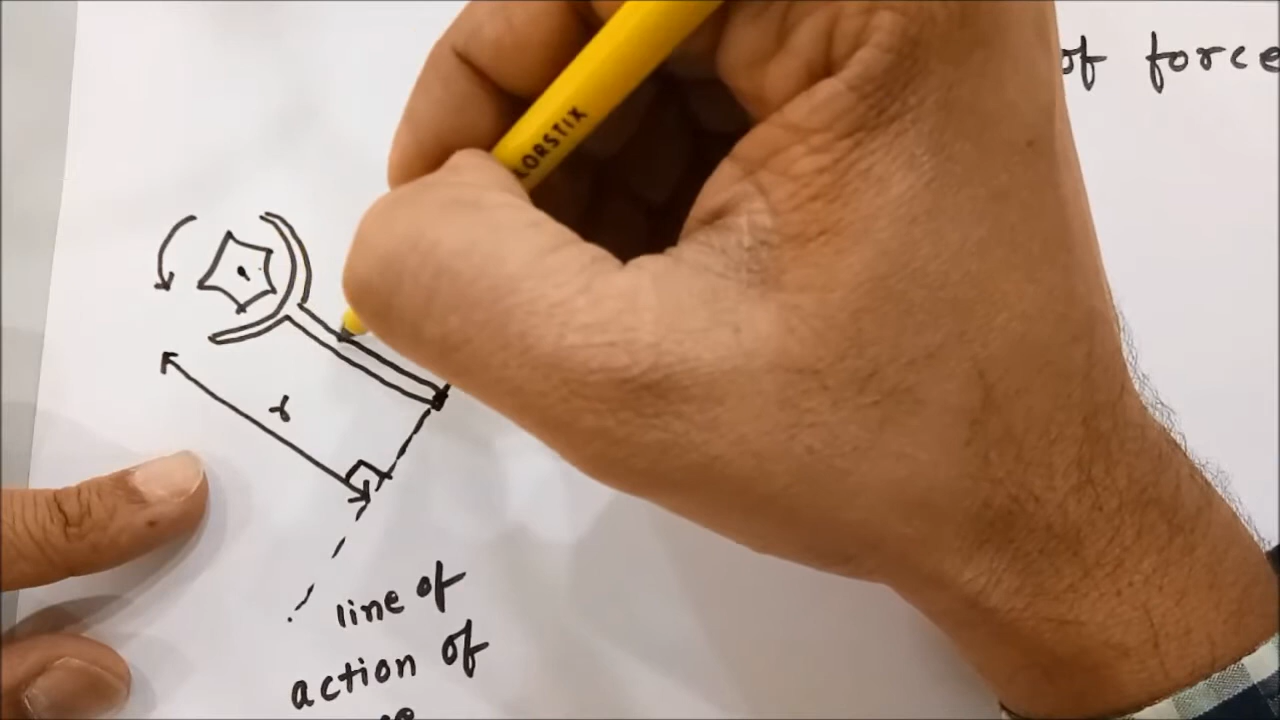 of force
KORSTIX
r
line of
action of